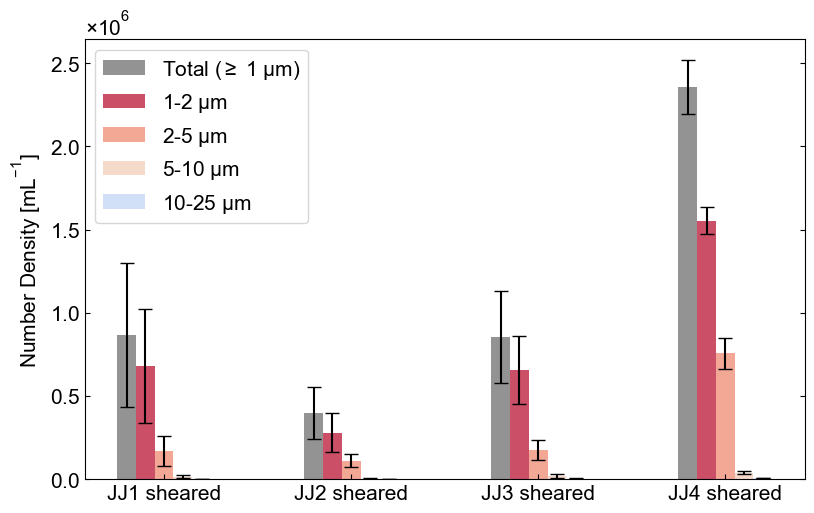 ×10⁶
Number Density [mL⁻¹]
2.5
2.0
1.5
1.0
0.5
0.0
Total (≥ 1 µm)
1-2 µm
2-5 µm
5-10 µm
10-25 µm
JJ1 sheared JJ2 sheared JJ3 sheared JJ4 sheared